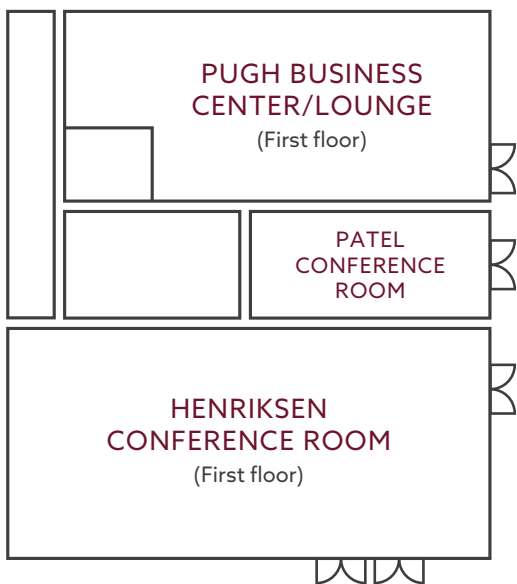 PUGH BUSINESS
CENTER/LOUNGE
(First floor)
PATEL
CONFERENCE
ROOM
HENRIKSEN
CONFERENCE ROOM
(First floor)